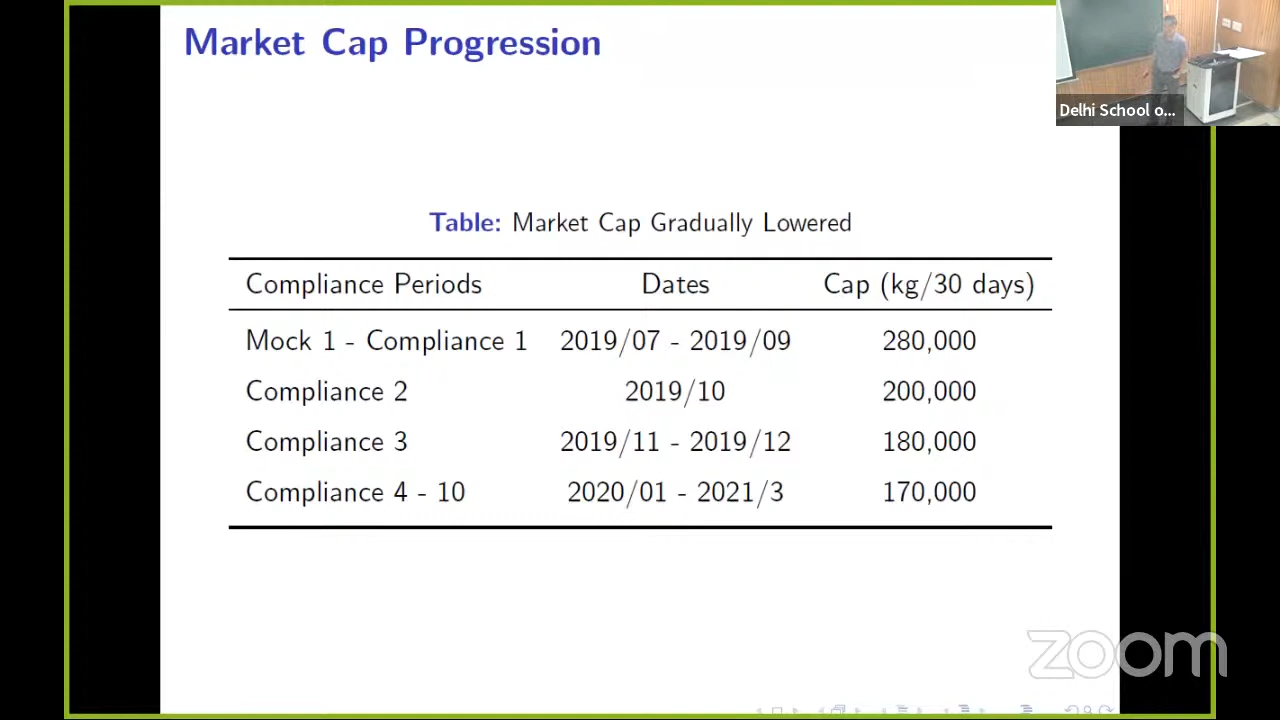 Market Cap Progression
Delhi School o...
Table: Market Cap Gradually Lowered
Compliance Periods Dates Cap (kg/30 days)
Mock 1 - Compliance 1 2019/07 - 2019/09 280,000
Compliance 2 2019/10 200,000
Compliance 3 2019/11 - 2019/12 180,000
Compliance 4 - 10 2020/01 - 2021/3 170,000
zoom